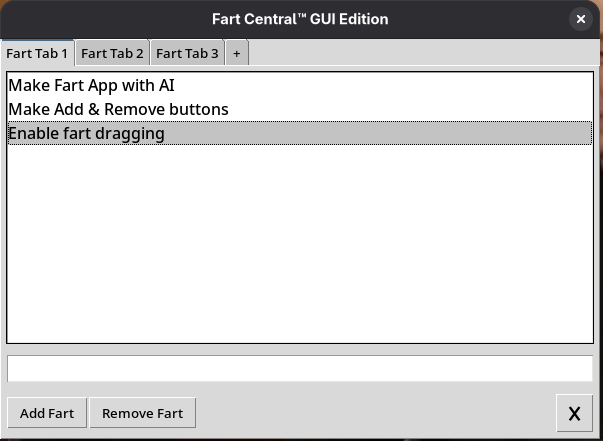 Fart Central™ GUI Edition
×
Fart Tab 1 Fart Tab 2 Fart Tab 3 +
Make Fart App with AI
Make Add & Remove buttons
Enable fart dragging
Add Fart Remove Fart X